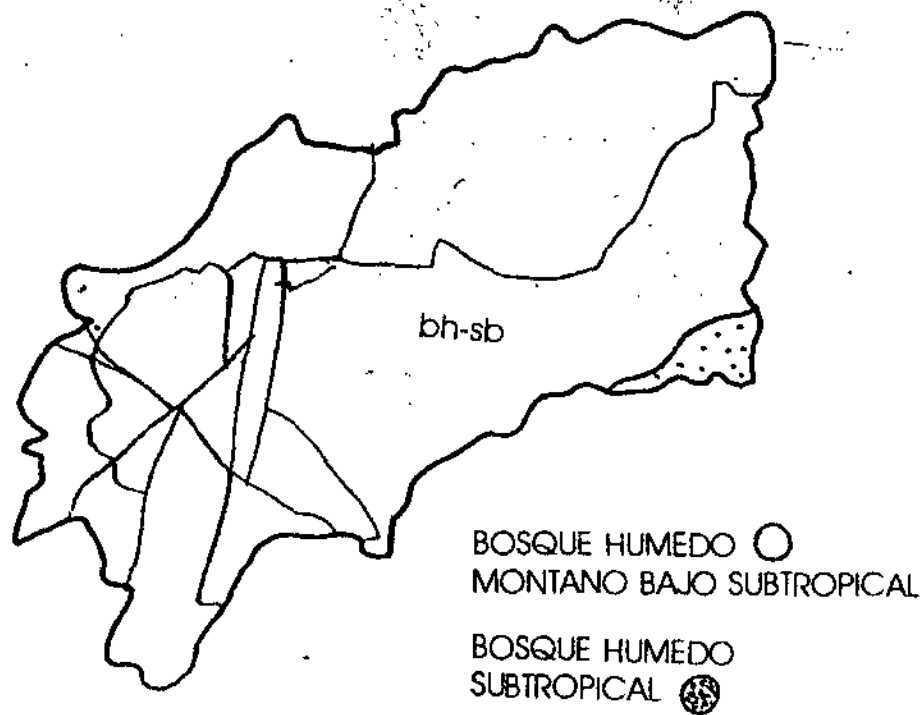 bh-sb
BOSQUE HUMEDO
MONTANO BAJO SUBTROPICAL
BOSQUE HUMEDO
SUBTROPICAL